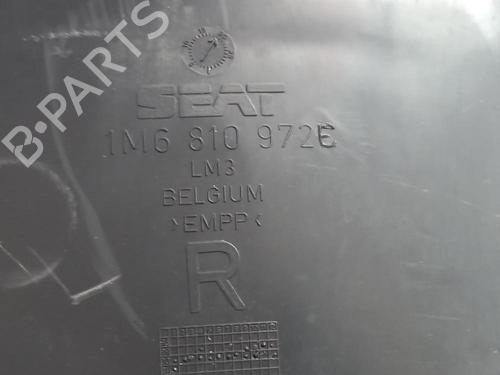 B-PARTS
SEAT
1M6 810 972E
LM3
BELGIUM
>EMPP<
R